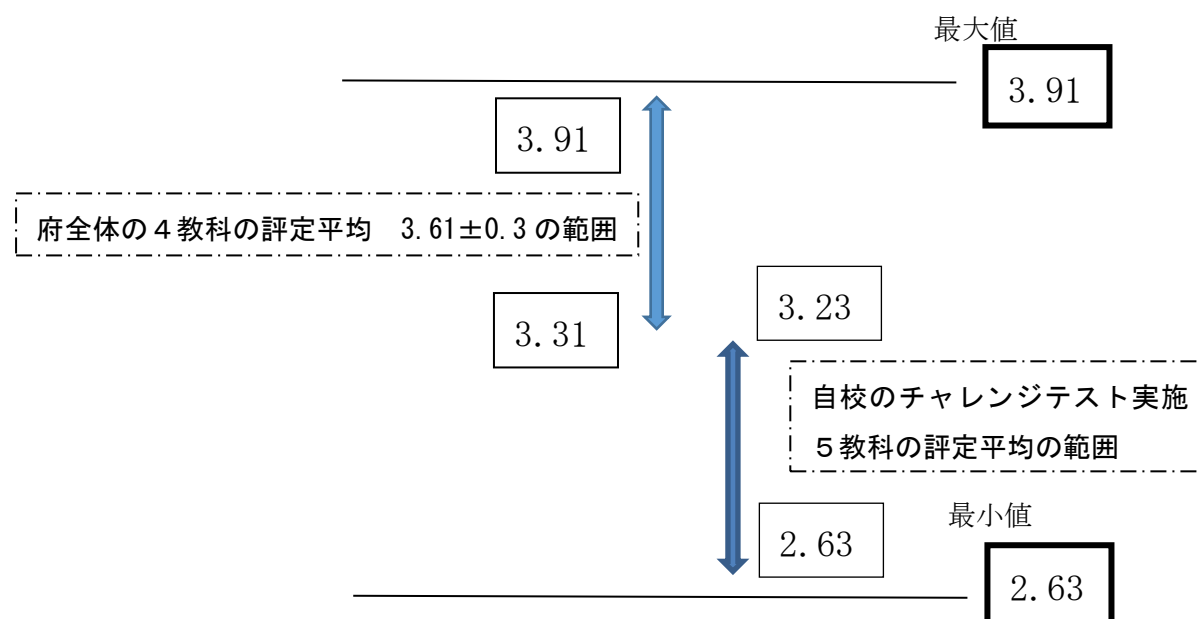 最大値
3.91
3.91
府全体の4教科の評定平均　3.61±0.3の範囲
3.23
3.31
自校のチャレンジテスト実施
5教科の評定平均の範囲
最小値
2.63
2.63